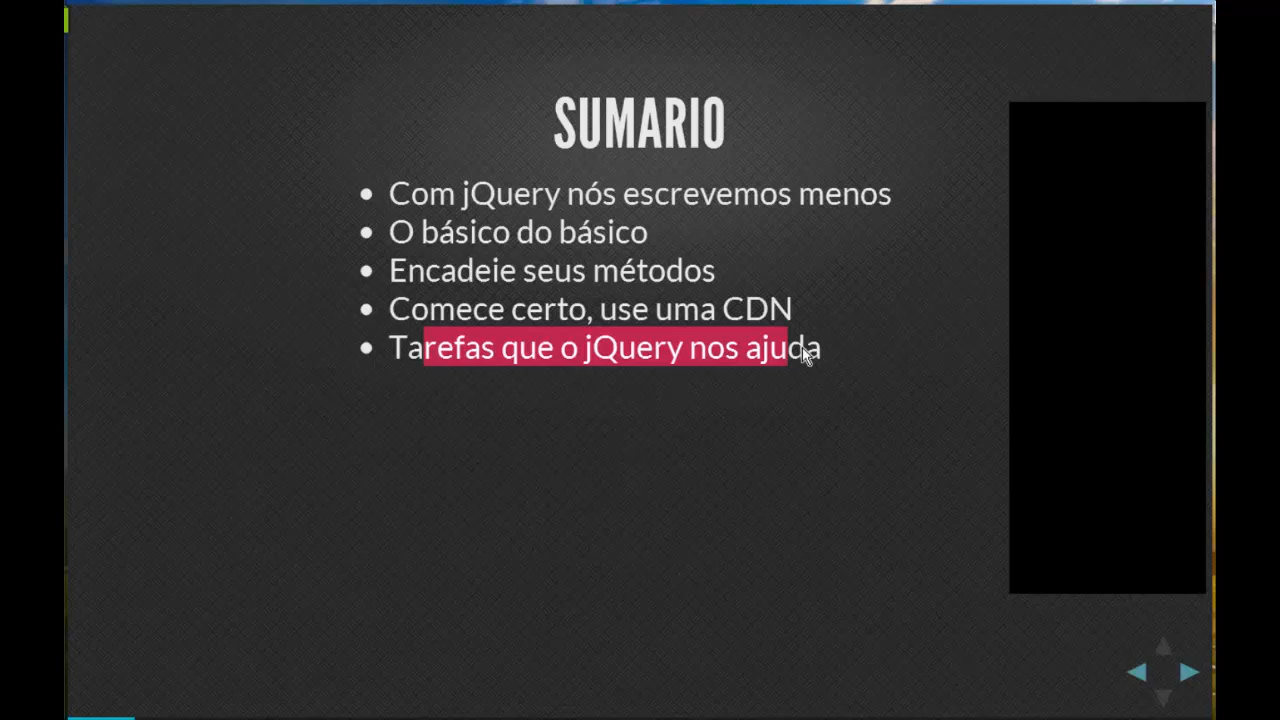 SUMARIO
Com jQuery nós escrevemos menos
O básico do básico
Encadeie seus métodos
Comece certo, use uma CDN
Tarefas que o jQuery nos ajuda